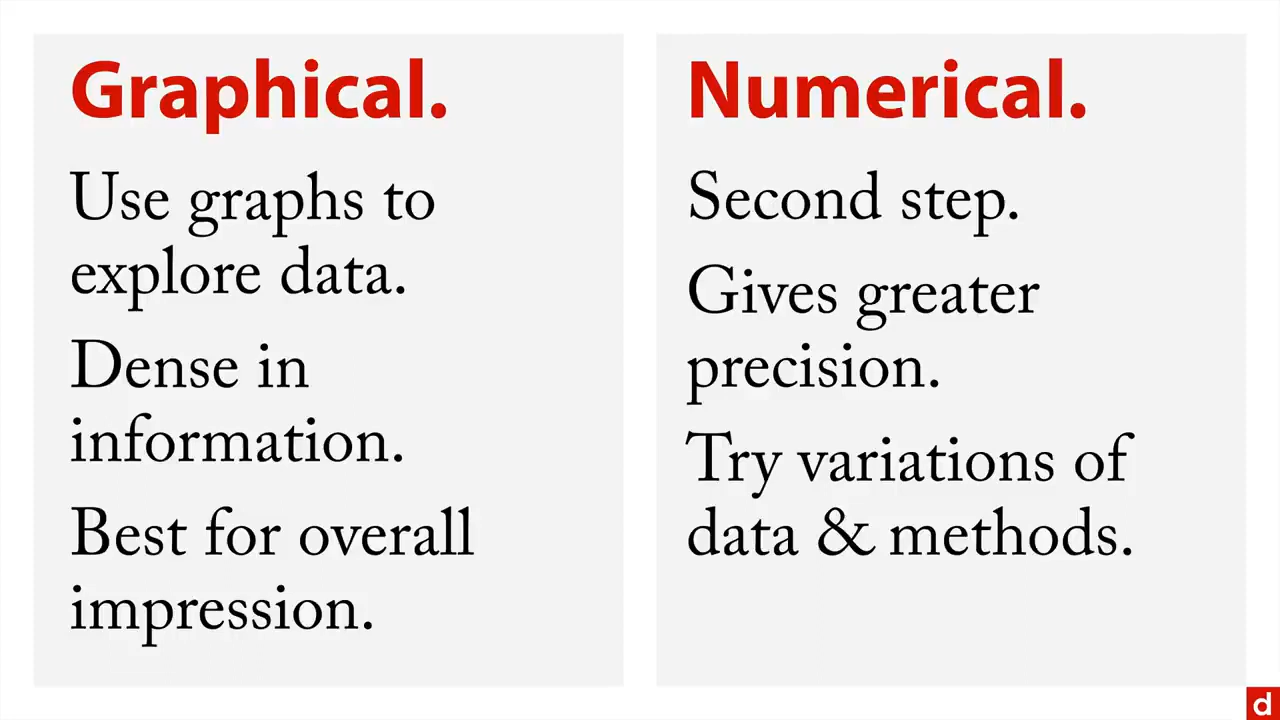 Graphical.
Use graphs to
explore data.
Dense in
information.
Best for overall
impression.
Numerical.
Second step.
Gives greater
precision.
Try variations of
data & methods.
d